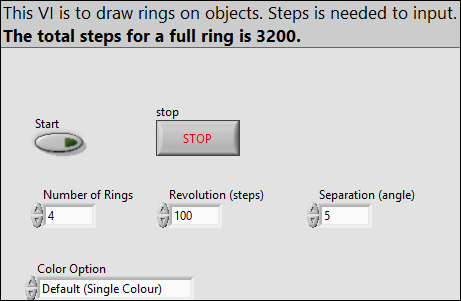 This VI is to draw rings on objects. Steps is needed to input.
The total steps for a full ring is 3200.
stop
Start
STOP
Number of Rings
Revolution (steps)
Separation (angle)
4
100
5
Color Option
Default (Single Colour)